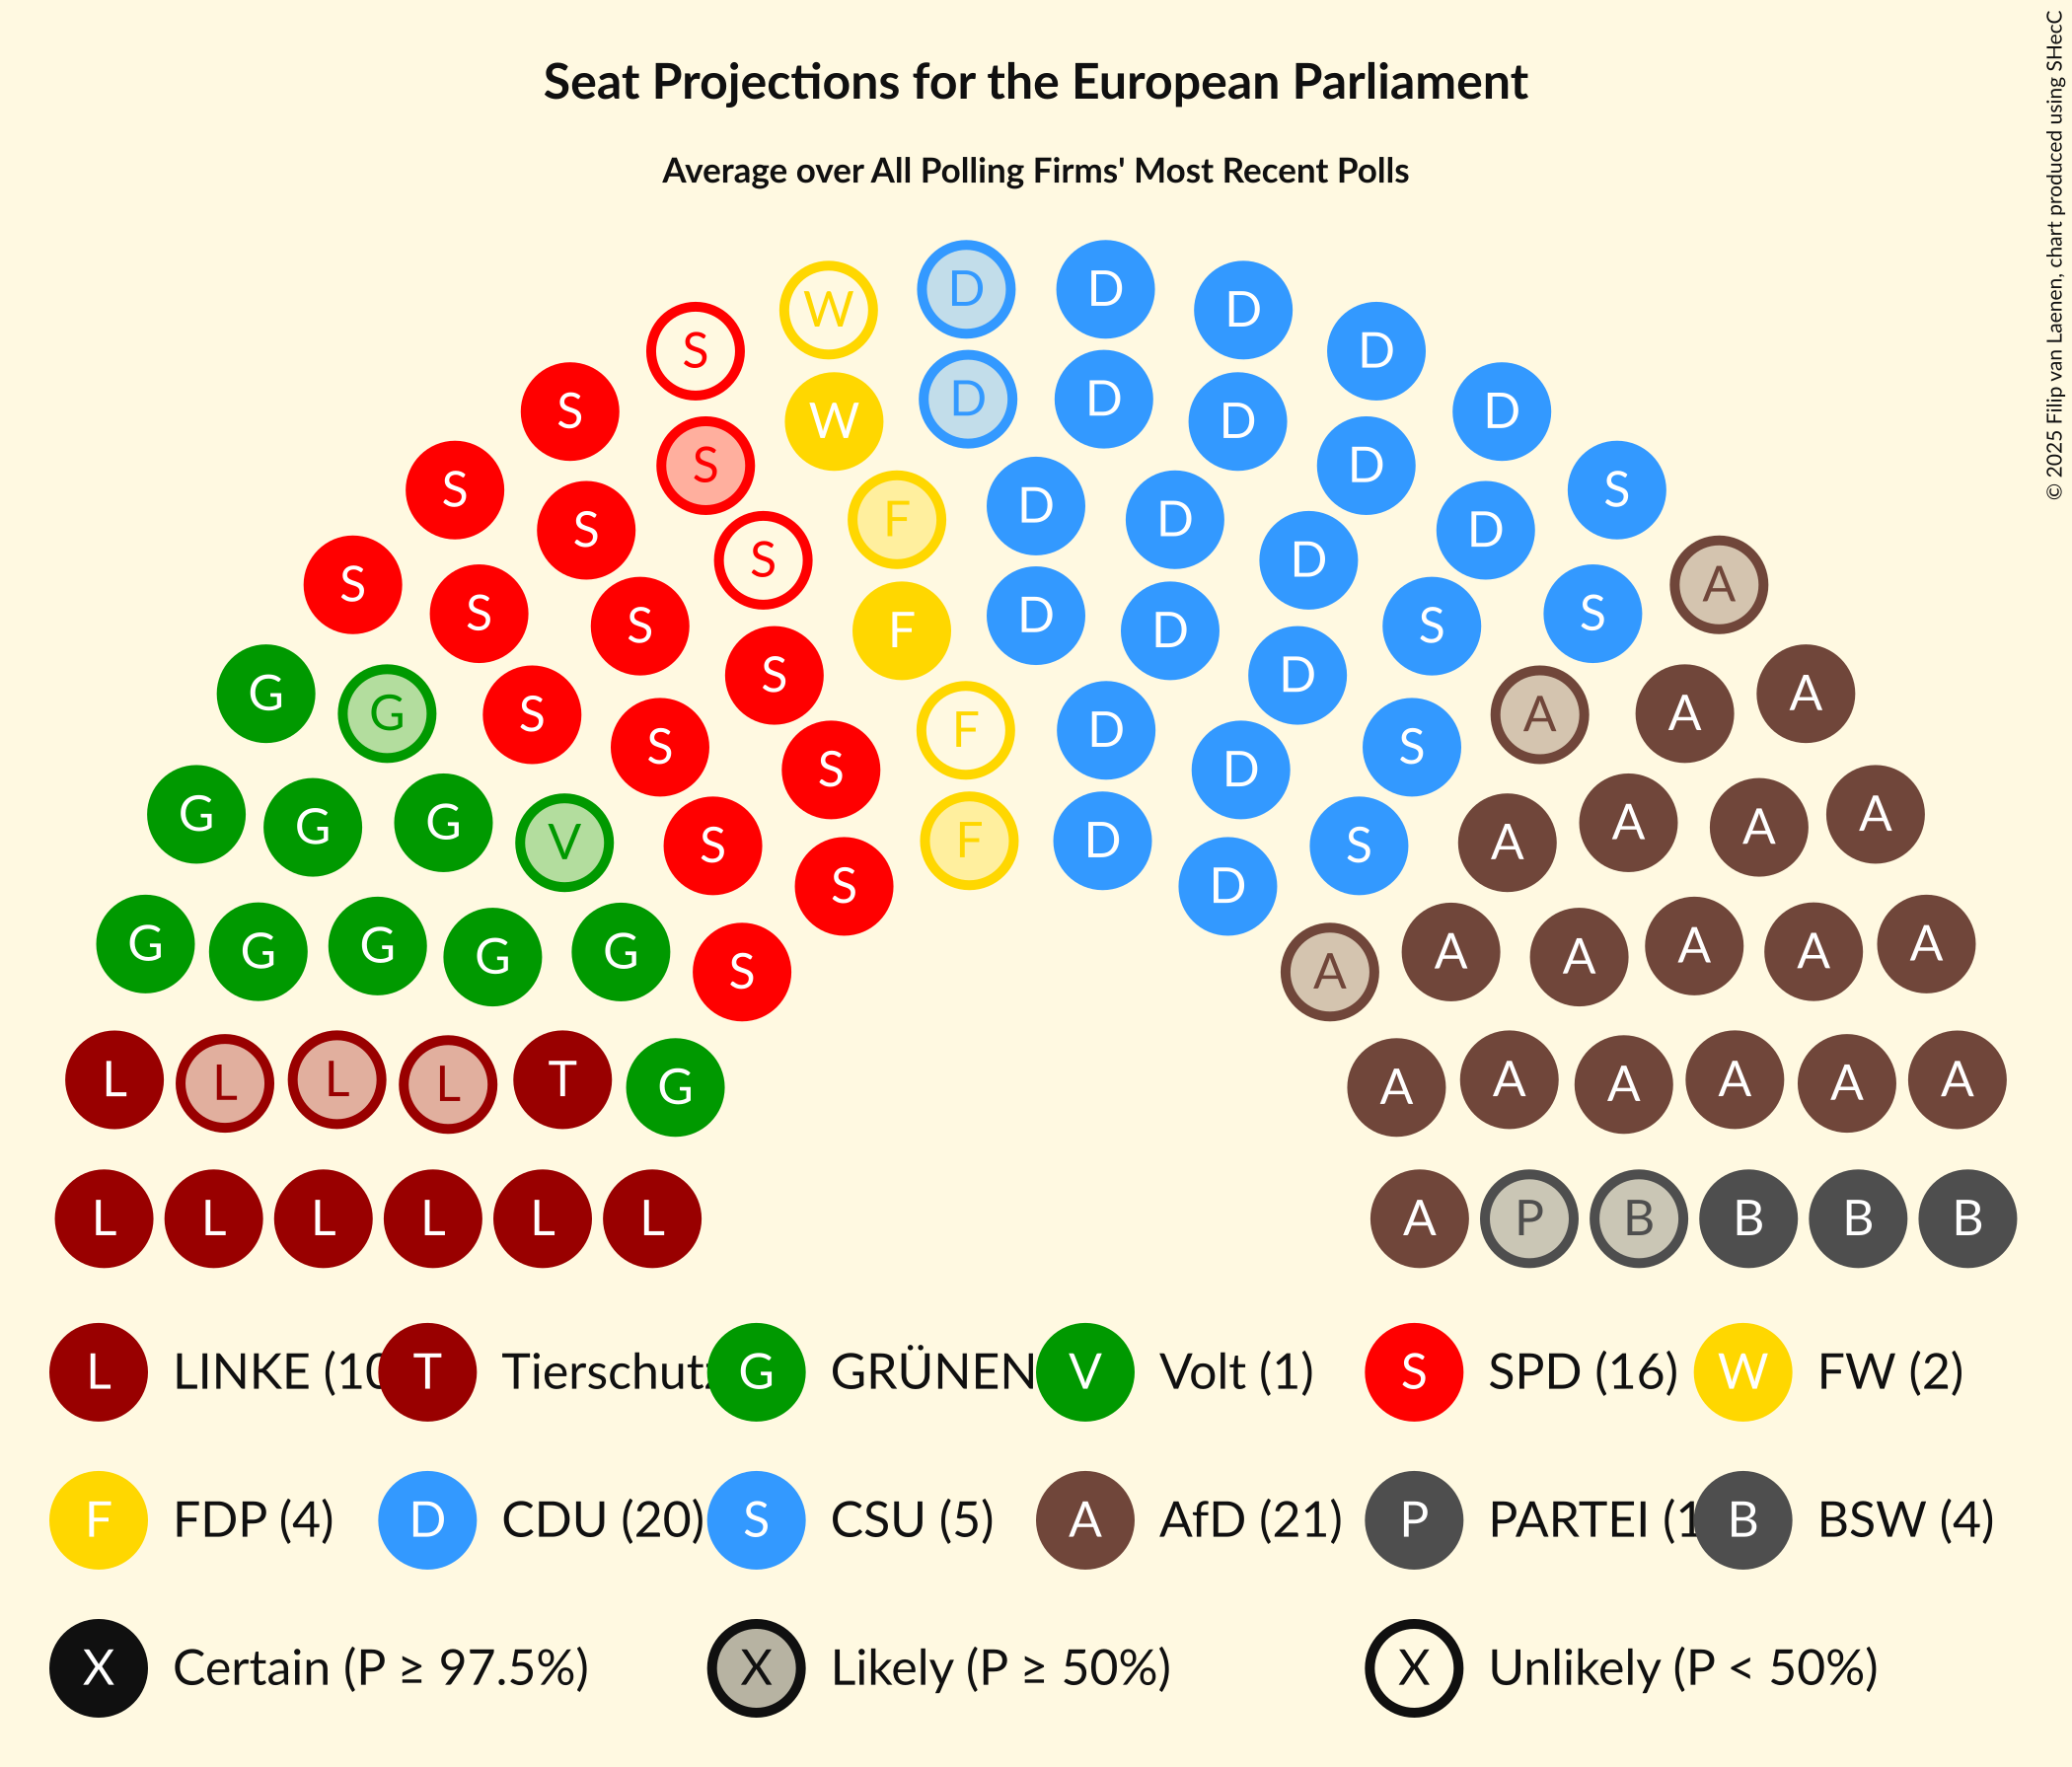 Seat Projections for the European Parliament
Average over All Polling Firms' Most Recent Polls
© 2025 Filip van Laenen, chart produced using SHecC
D D
W D
S D
D D
S W D D
S D
S D
F D
S S
D D
S S
S D
S F S
S D
S S
F D
G A
G S A A
S S
F D
S D
G A
V A
G G A A
S F D S
S D
G G G G G A A A A A
S A
L L L L T G A A A A A A
L L L L L L A P B B B B
L LINKE (10 T Tierschutz G GRÜNEN V Volt (1) S SPD (16) W FW (2)
F FDP (4) D CDU (20) S CSU (5) A AfD (21) P PARTEI (1 B BSW (4)
X Certain (P ≥ 97.5%) X Likely (P ≥ 50%) X Unlikely (P < 50%)